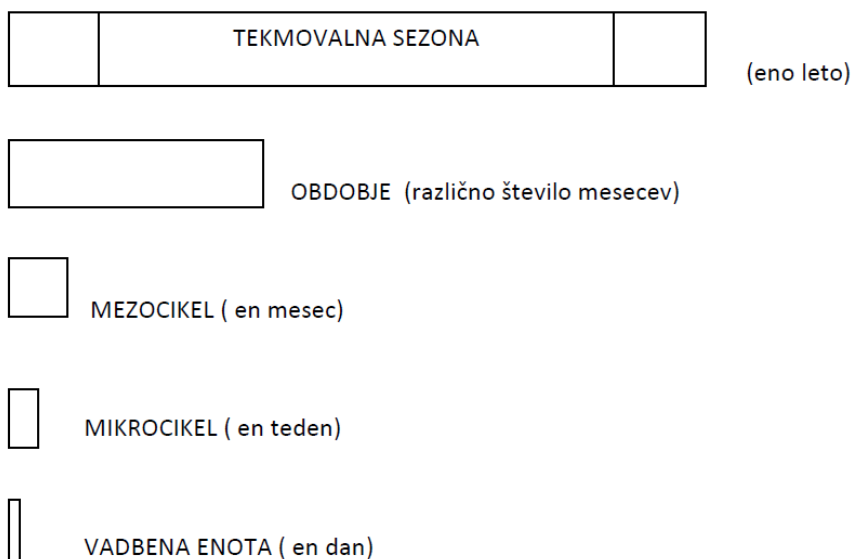 TEKMOVALNA SEZONA
(eno leto)
OBDOBJE (različno število mesecev)
MEZOCIKEL ( en mesec)
MIKROCIKEL ( en teden)
VADBENA ENOTA ( en dan)